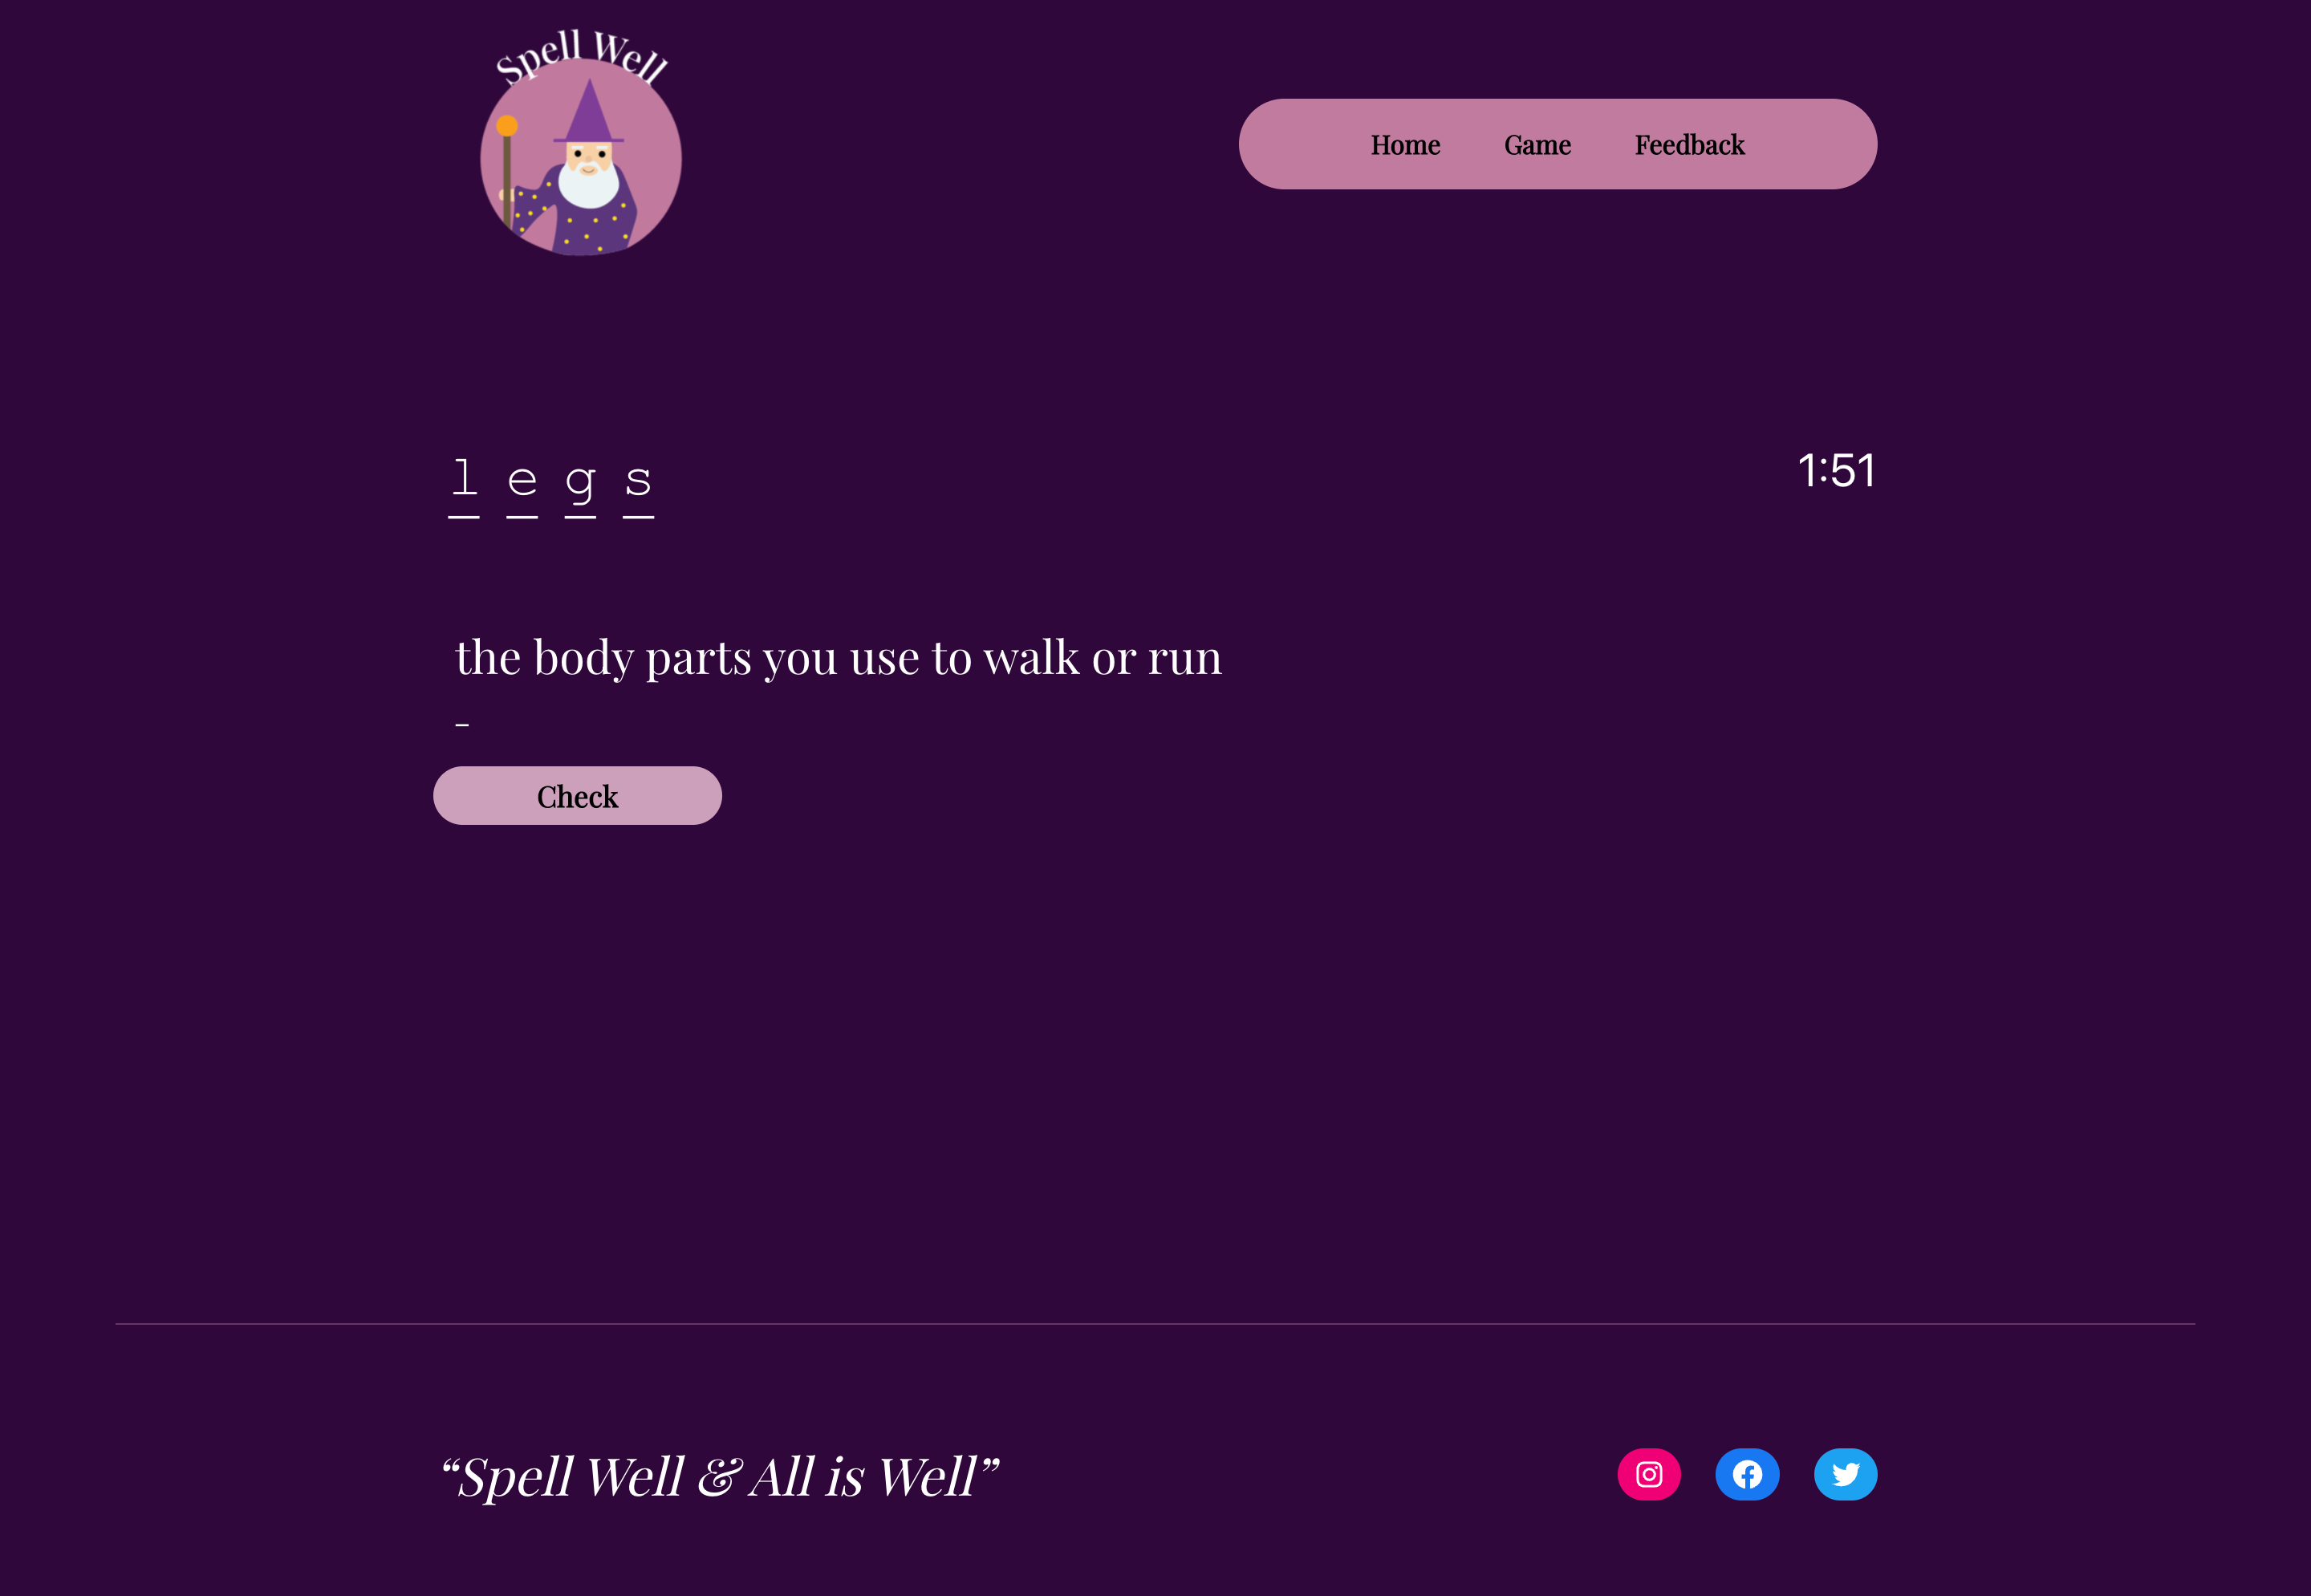 Spell Well
Home Game Feedback
l e g s
1:51
the body parts you use to walk or run
-
Check
“Spell Well & All is Well”